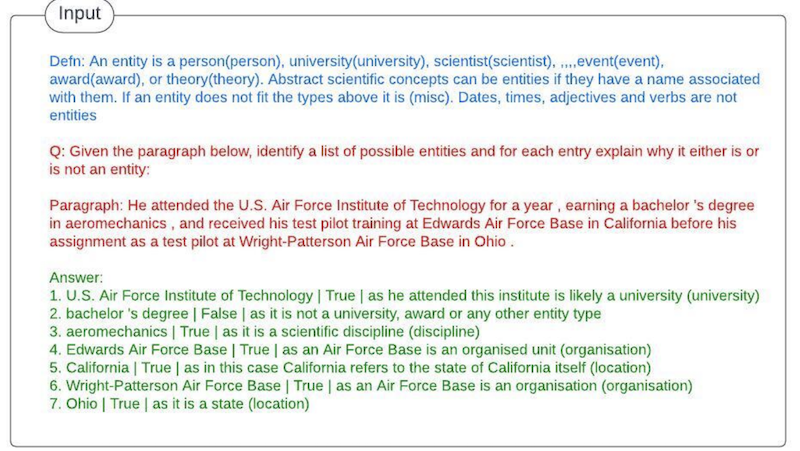 Input
Defn: An entity is a person(person), university(university), scientist(scientist), ,,,,event(event),
award(award), or theory(theory). Abstract scientific concepts can be entities if they have a name associated
with them. If an entity does not fit the types above it is (misc). Dates, times, adjectives and verbs are not
entities
Q: Given the paragraph below, identify a list of possible entities and for each entry explain why it either is or
is not an entity:
Paragraph: He attended the U.S. Air Force Institute of Technology for a year , earning a bachelor 's degree
in aeromechanics , and received his test pilot training at Edwards Air Force Base in California before his
assignment as a test pilot at Wright-Patterson Air Force Base in Ohio .
Answer:
1. U.S. Air Force Institute of Technology | True | as he attended this institute is likely a university (university)
2. bachelor 's degree | False | as it is not a university, award or any other entity type
3. aeromechanics | True | as it is a scientific discipline (discipline)
4. Edwards Air Force Base | True | as an Air Force Base is an organised unit (organisation)
5. California | True | as in this case California refers to the state of California itself (location)
6. Wright-Patterson Air Force Base | True | as an Air Force Base is an organisation (organisation)
7. Ohio | True | as it is a state (location)